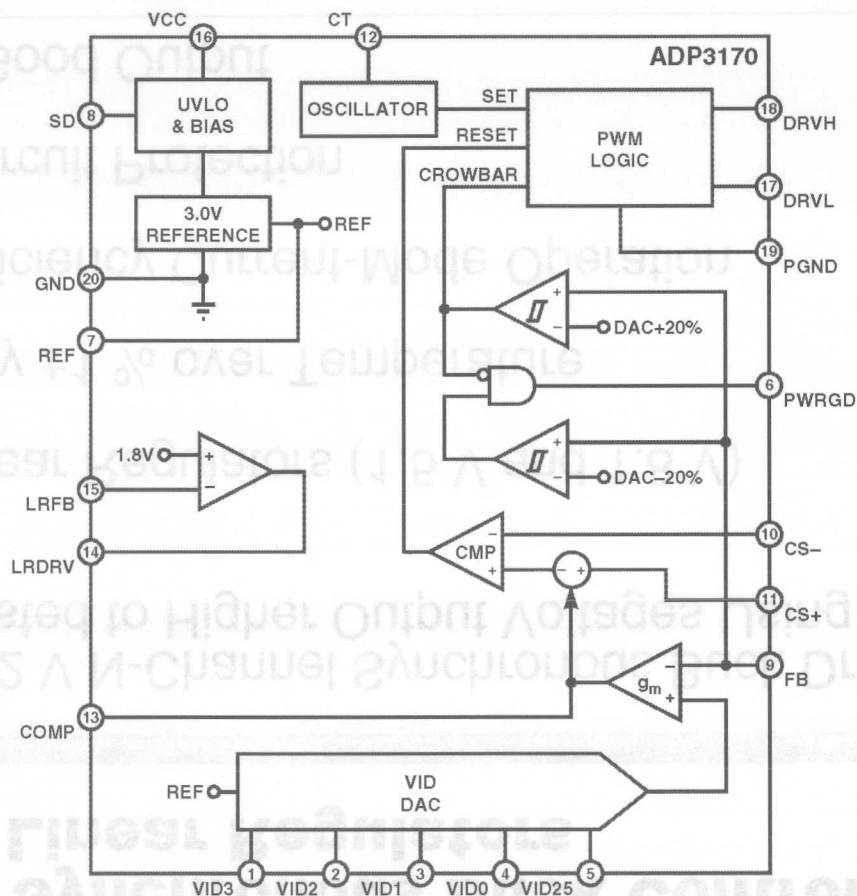 VCC
CT
16
12
ADP3170
SD
8
UVLO
& BIAS
OSCILLATOR
SET
RESET
CROWBAR
PWM
LOGIC
18
DRVH
17
DRVL
3.0V
REFERENCE
REF
19
PGND
GND
20
REF
7
+
−
DAC+20%
6
PWRGD
1.8V
+
−
+
−
DAC−20%
15
LRFB
14
LRDRV
CMP
−
+
− +
10
CS−
11
CS+
gm
−
+
9
FB
13
COMP
REF
VID
DAC
VID3
1
VID2
2
VID1
3
VID0
4
VID25
5